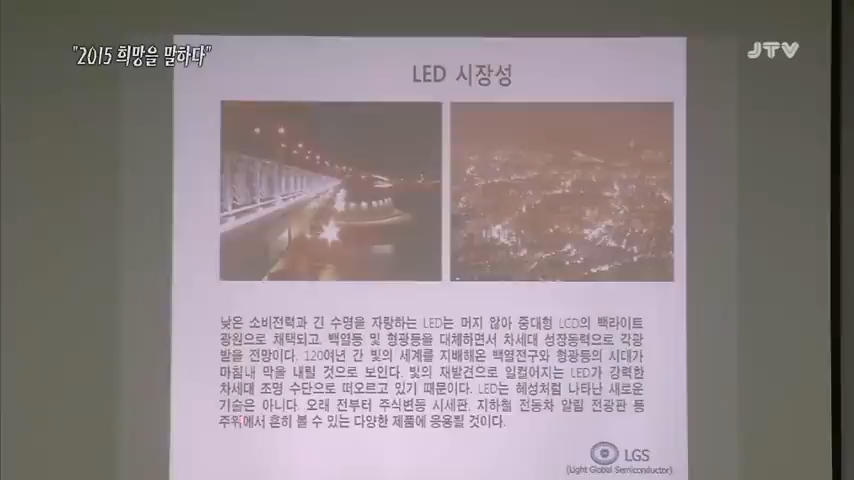 "2015 희망을 말하다"
JTV
LED 시장성
낮은 소비전력과 긴 수명을 자랑하는 LED는 머지 않아 중대형 LCD의 백라이트
광원으로 채택되고, 백열등 및 형광등을 대체하면서 차세대 성장동력으로 각광
받을 전망이다. 120여년 간 빛의 세계를 지배해온 백열전구와 형광등의 시대가
마침내 막을 내릴 것으로 보인다. 빛의 재발견으로 일컬어지는 LED가 강력한
차세대 조명 수단으로 떠오르고 있기 때문이다. LED는 혜성처럼 나타난 새로운
기술은 아니다. 오래 전부터 주식변동 시세판, 지하철 전동차 알림 전광판 등
주위에서 흔히 볼 수 있는 다양한 제품에 응용될 것이다.
LGS
(Light Global Semiconductor)